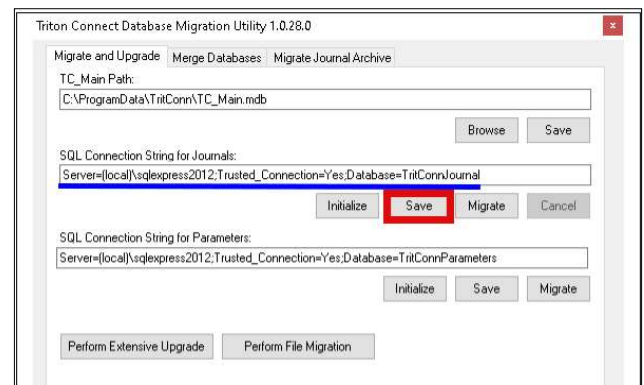 Triton Connect Database Migration Utility 1.0.28.0 x
Migrate and Upgrade Merge Databases Migrate Journal Archive
TC_Main Path:
C:\ProgramData\TritConn\TC_Main.mdb
Browse Save
SQL Connection String for Journals:
Server=(local)\sqlexpress2012;Trusted_Connection=Yes;Database=TritConnJournal
Initialize Save Migrate Cancel
SQL Connection String for Parameters:
Server=(local)\sqlexpress2012;Trusted_Connection=Yes;Database=TritConnParameters
Initialize Save Migrate
Perform Extensive Upgrade Perform File Migration